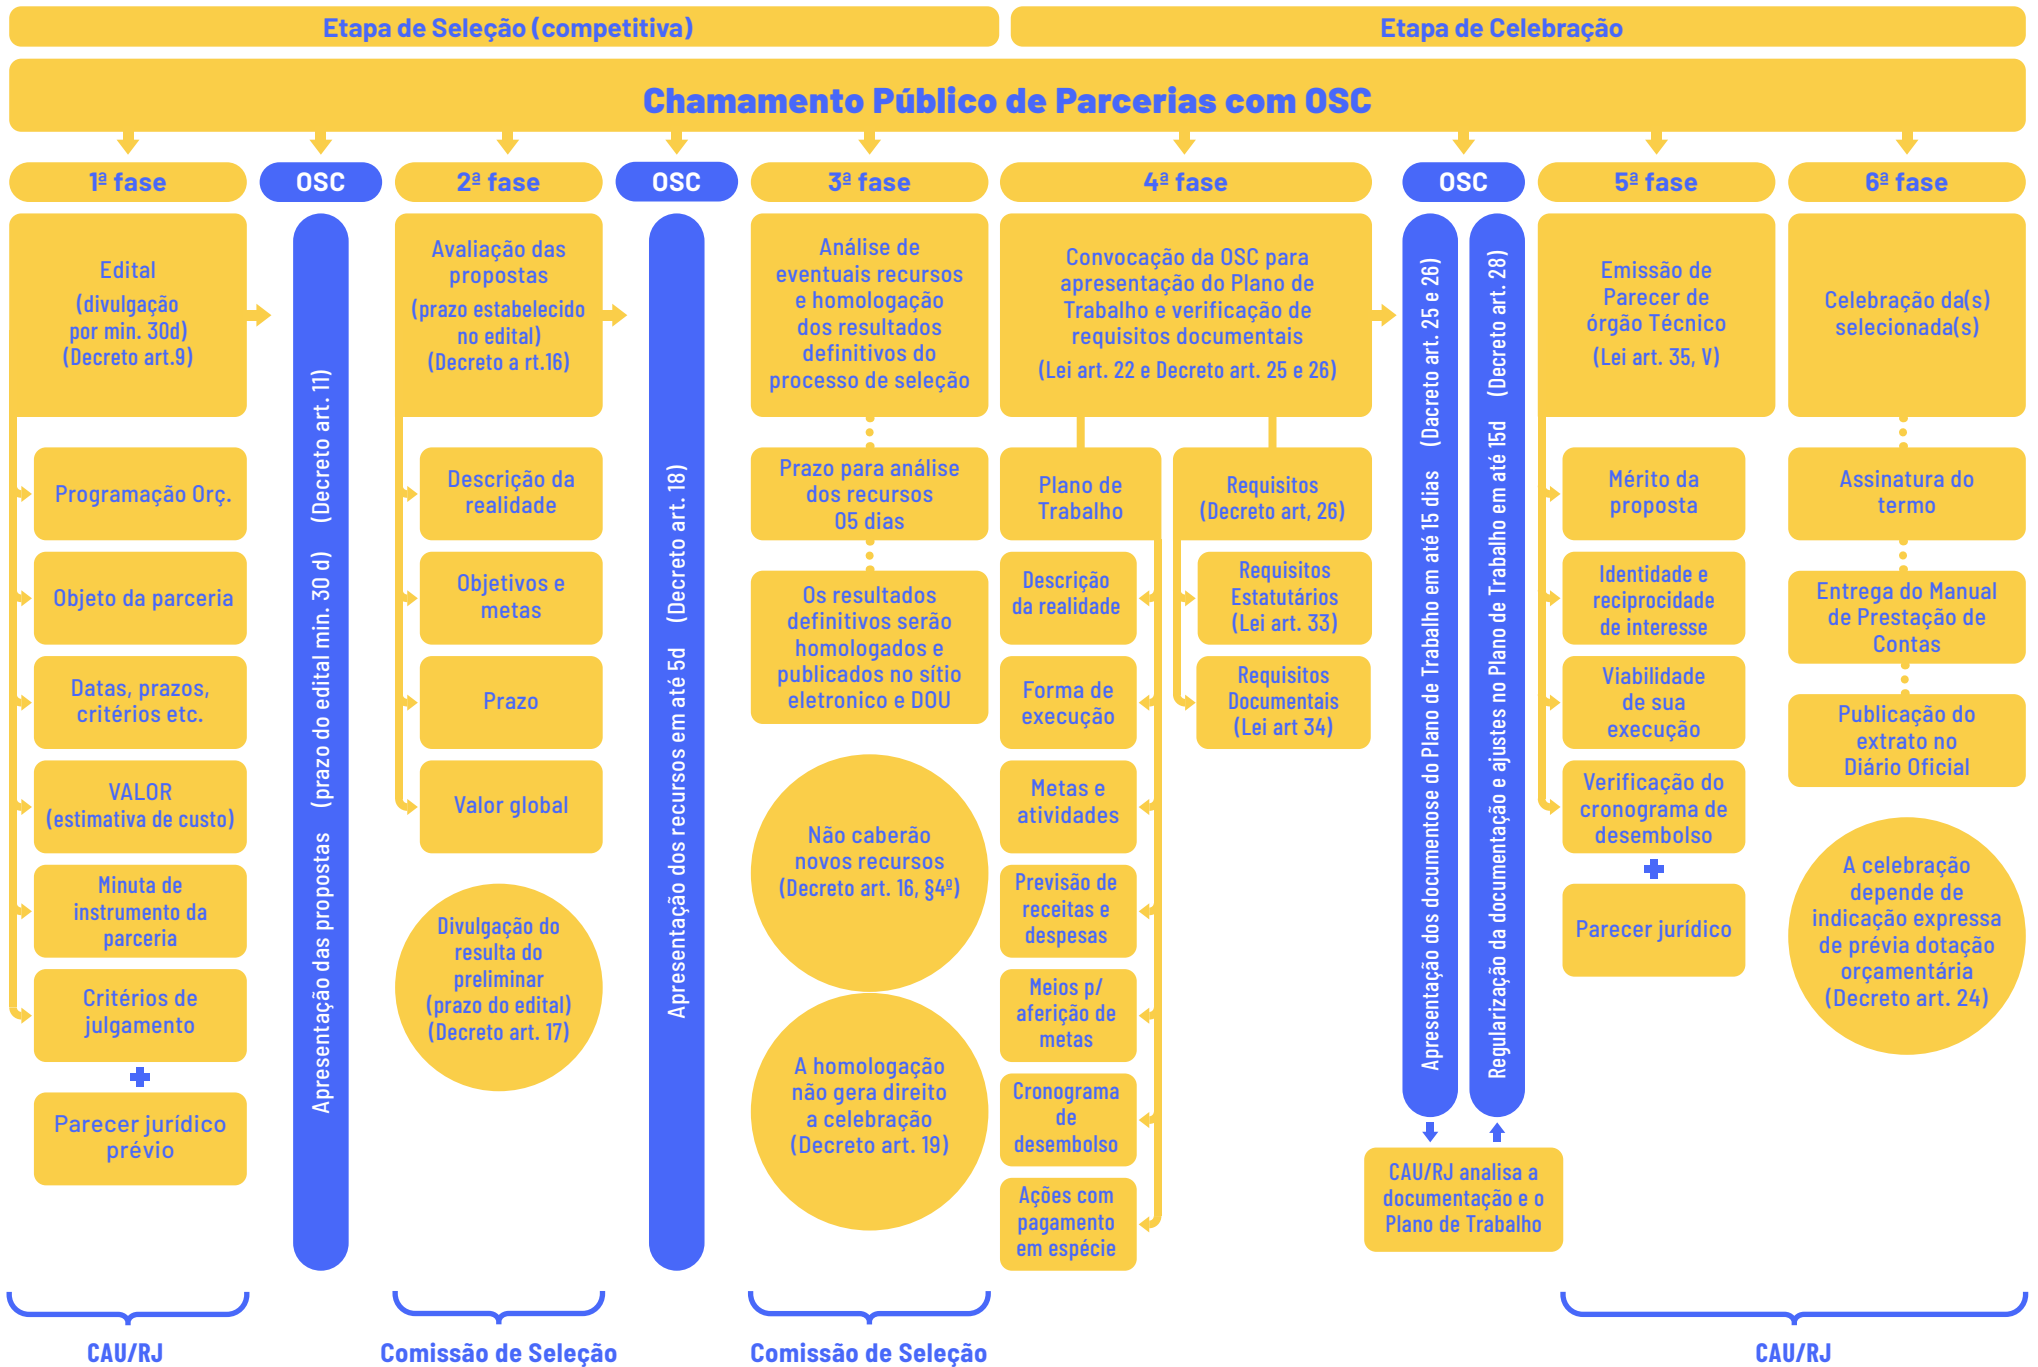 Etapa de Seleção (competitiva)
Etapa de Celebração
Chamamento Público de Parcerias com OSC
1ª fase
Edital
(divulgação
por min. 30d)
(Decreto art.9)
Programação Orç.
Objeto da parceria
Datas, prazos,
critérios etc.
VALOR
(estimativa de custo)
Minuta de
instrumento da
parceria
Critérios de
julgamento
Parecer jurídico
prévio
CAU/RJ
OSC
Apresentação das propostas (prazo do edital min. 30 d) (Decreto art. 11)
2ª fase
Avaliação das
propostas
(prazo estabelecido
no edital)
(Decreto a rt.16)
Descrição da
realidade
Objetivos e
metas
Prazo
Valor global
Divulgação do
resulta do
preliminar
(prazo do edital)
(Decreto art. 17)
Comissão de Seleção
OSC
Apresentação dos recursos em até 5d (Decreto art. 18)
3ª fase
Análise de
eventuais recursos
e homologação
dos resultados
definitivos do
processo de seleção
Prazo para análise
dos recursos
05 dias
Os resultados
definitivos serão
homologados e
publicados no sítio
eletronico e DOU
Não caberão
novos recursos
(Decreto art. 16, §4º)
A homologação
não gera direito
a celebração
(Decreto art. 19)
Comissão de Seleção
4ª fase
Convocação da OSC para
apresentação do Plano de
Trabalho e verificação de
requisitos documentais
(Lei art. 22 e Decreto art. 25 e 26)
Plano de
Trabalho
Descrição
da realidade
Forma de
execução
Metas e
atividades
Previsão de
receitas e
despesas
Meios p/
aferição de
metas
Cronograma
de
desembolso
Ações com
pagamento
em espécie
Requisitos
(Decreto art, 26)
Requisitos
Estatutários
(Lei art. 33)
Requisitos
Documentais
(Lei art 34)
OSC
Apresentação dos documentose do Plano de Trabalho em até 15 dias (Dacreto art. 25 e 26)
Regularização da documentação e ajustes no Plano de Trabalho em até 15d (Decreto art. 28)
CAU/RJ analisa a
documentação e o
Plano de Trabalho
5ª fase
Emissão de
Parecer de
órgão Técnico
(Lei art. 35, V)
Mérito da
proposta
Identidade e
reciprocidade
de interesse
Viabilidade
de sua
execução
Verificação do
cronograma de
desembolso
Parecer jurídico
6ª fase
Celebração da(s)
selecionada(s)
Assinatura do
termo
Entrega do Manual
de Prestação de
Contas
Publicação do
extrato no
Diário Oficial
A celebração
depende de
indicação expressa
de prévia dotação
orçamentária
(Decreto art. 24)
CAU/RJ